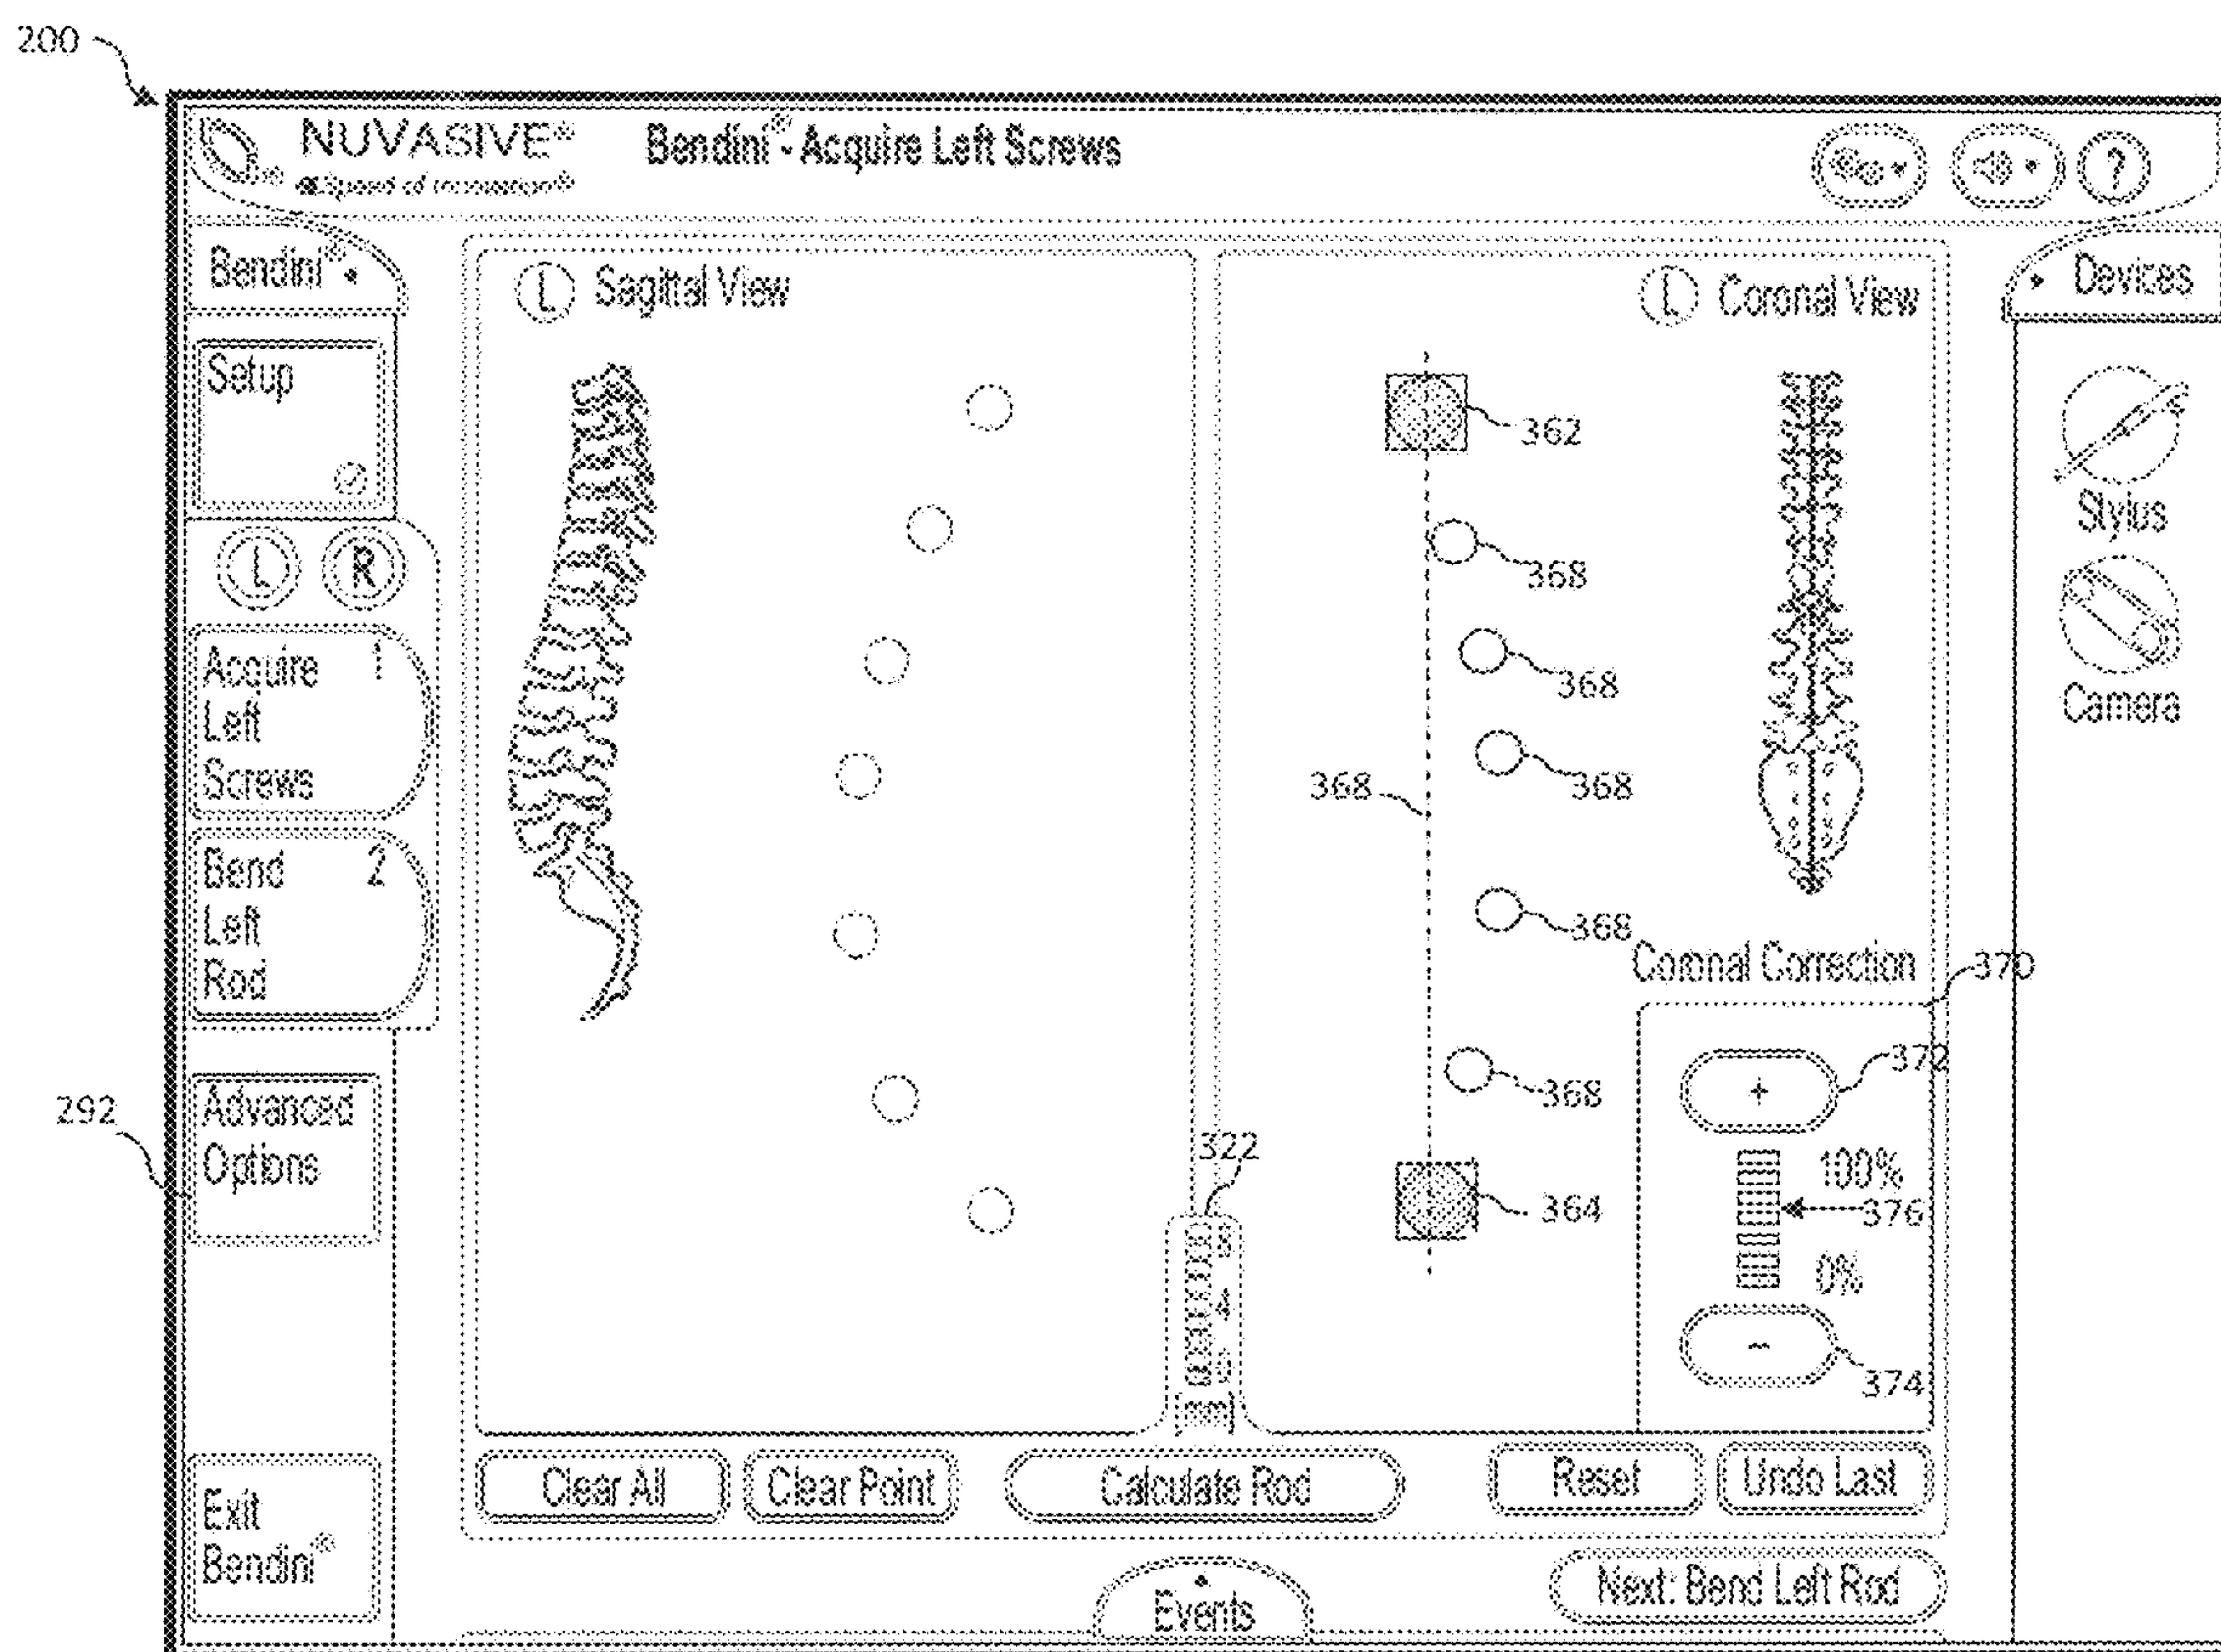 200
NUVASIVE®
Speed of Innovation®
Bendini® - Acquire Left Screws
?
Bendini®
L Sagittal View
L Coronal View
Devices
Setup
362
Stylus
L R
368
368
Acquire 1
Left
Screws
368
368
Camera
Bend 2
Left
Rod
368
Coronal Correction
370
372
+
292
Advanced
Options
368
322
100%
364
376
8
4
0
mm
0%
-
374
Clear All
Clear Point
Calculate Rod
Reset
Undo Last
Exit
Bendini®
Events
Next: Bend Left Rod